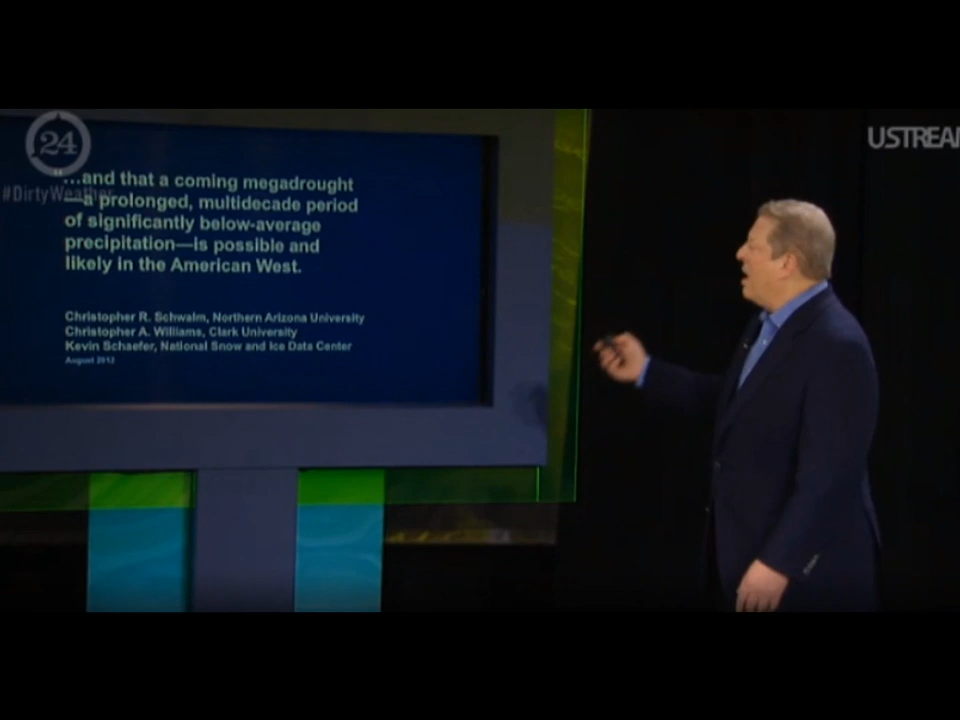 24
USTREA
#DirtyWeather
...and that a coming megadrought
—a prolonged, multidecade period
of significantly below-average
precipitation—is possible and
likely in the American West.
Christopher R. Schwalm, Northern Arizona University
Christopher A. Williams, Clark University
Kevin Schaefer, National Snow and Ice Data Center
August 2012